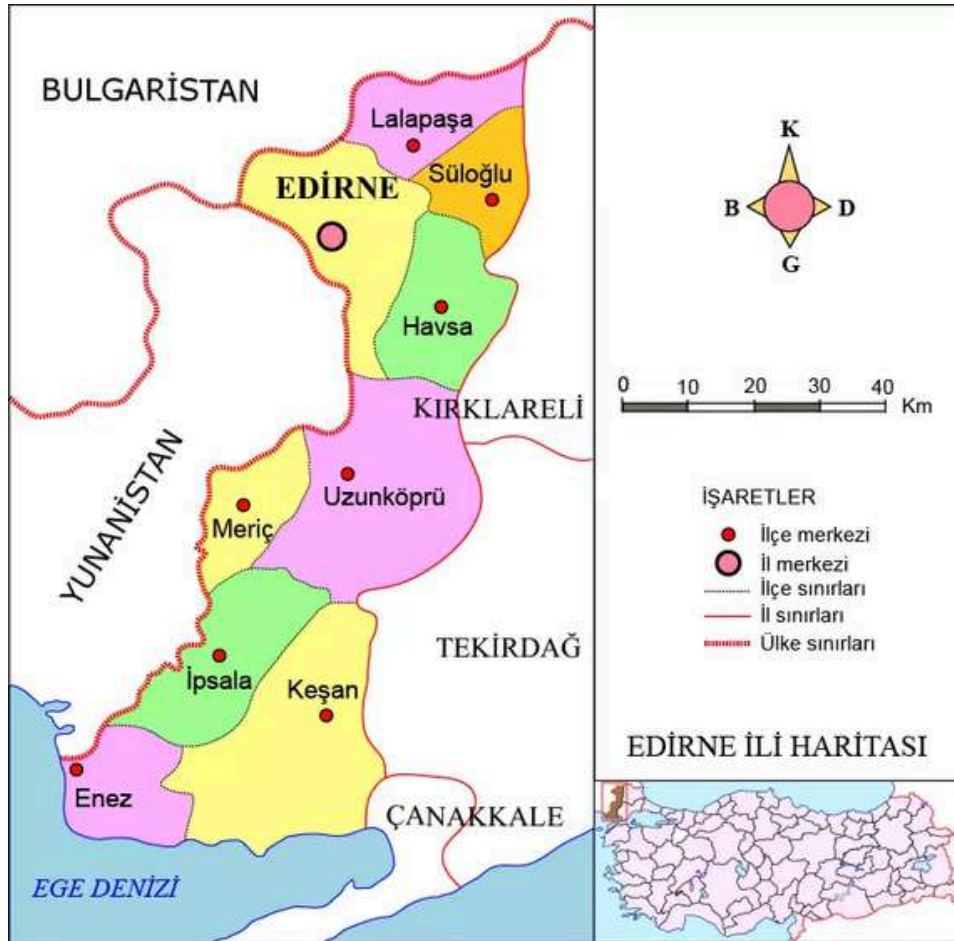 BULGARİSTAN
Lalapaşa
Süloğlu
EDİRNE
Havsa
KIRKLARELİ
YUNANİSTAN
Uzunköprü
Meriç
TEKİRDAĞ
İpsala
Keşan
Enez
ÇANAKKALE
EGE DENİZİ
K
B
D
G
0 10 20 30 40
Km
İŞARETLER
İlçe merkezi
İl merkezi
İlçe sınırları
İl sınırları
Ülke sınırları
EDİRNE İLİ HARİTASI